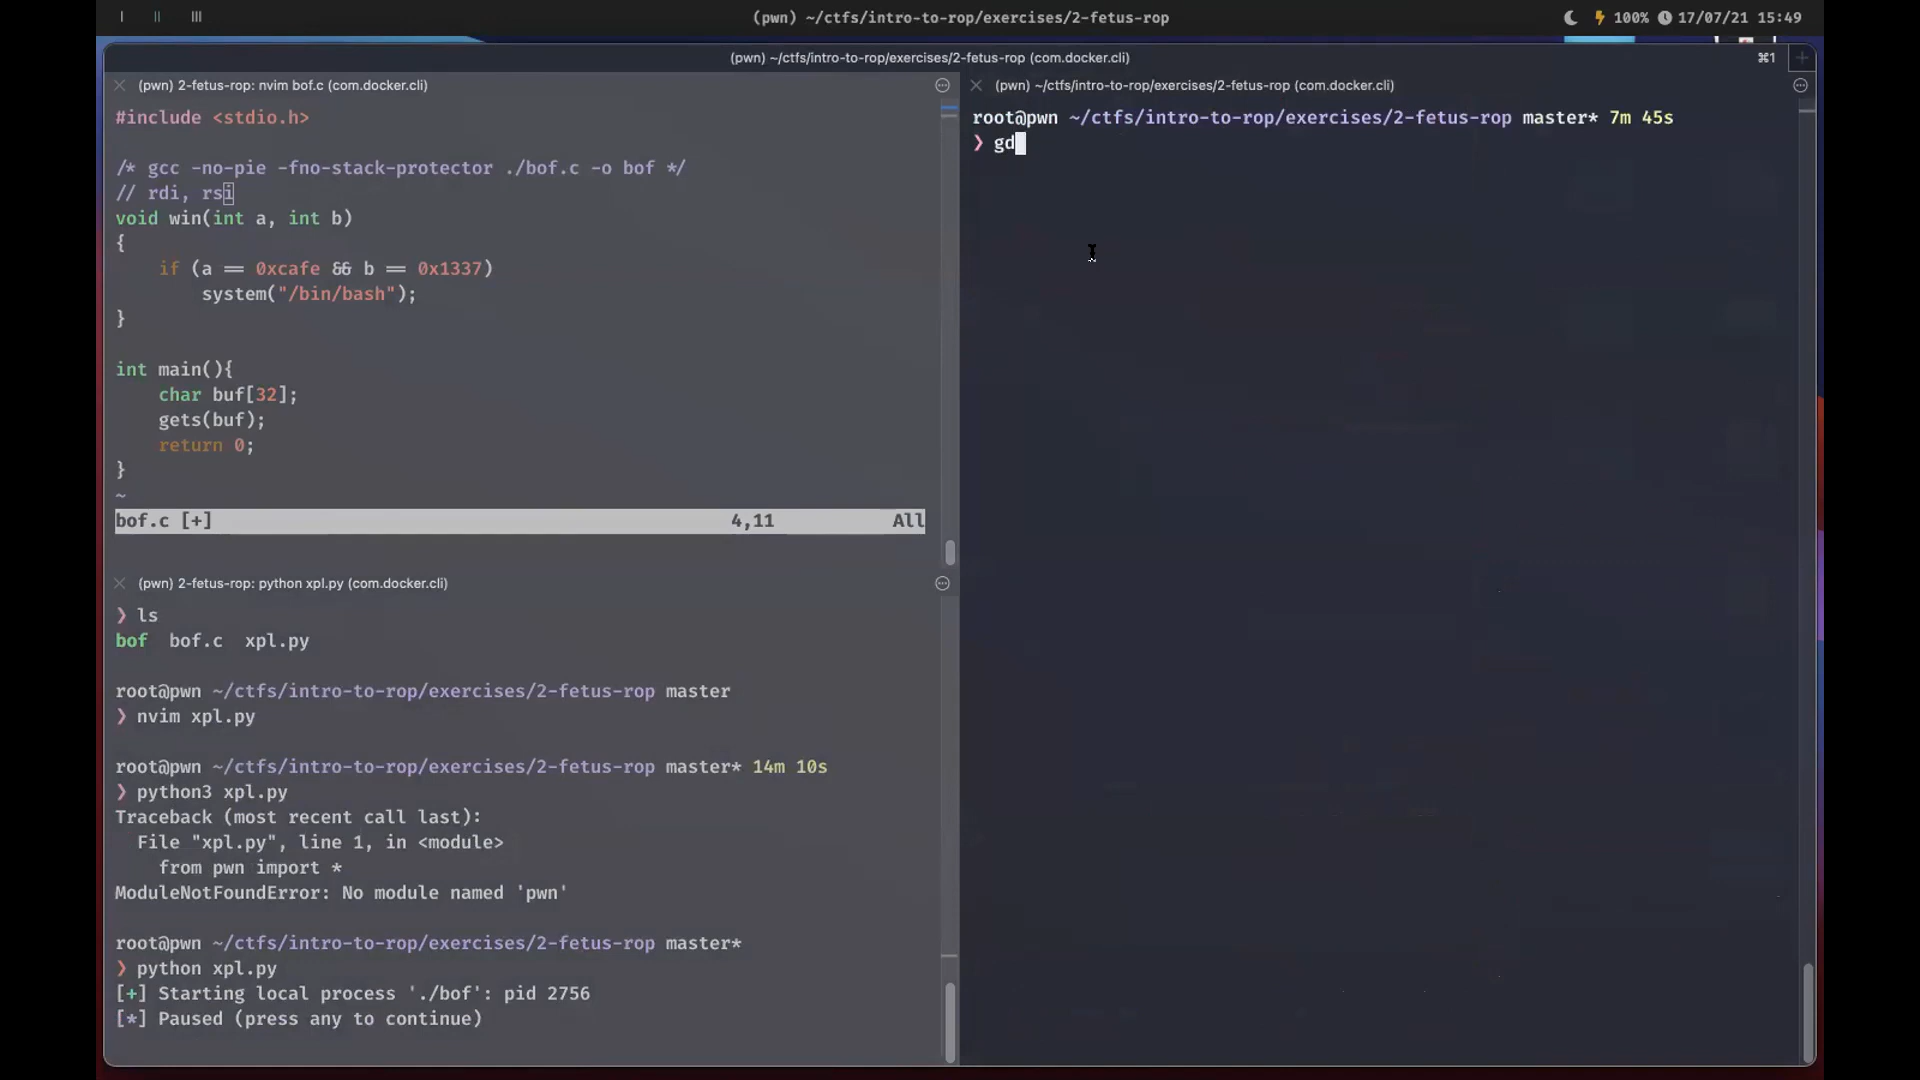 (pwn) ~/ctfs/intro-to-rop/exercises/2-fetus-rop
100% 17/07/21 15:49
(pwn) ~/ctfs/intro-to-rop/exercises/2-fetus-rop (com.docker.cli)
⌘1
(pwn) 2-fetus-rop: nvim bof.c (com.docker.cli)
#include <stdio.h>
/* gcc -no-pie -fno-stack-protector ./bof.c -o bof */
// rdi, rsi
void win(int a, int b)
{
if (a == 0xcafe && b == 0x1337)
system("/bin/bash");
}
int main(){
char buf[32];
gets(buf);
return 0;
}
~
bof.c [+] 4,11 All
(pwn) 2-fetus-rop: python xpl.py (com.docker.cli)
❯ ls
bof bof.c xpl.py
root@pwn ~/ctfs/intro-to-rop/exercises/2-fetus-rop master
❯ nvim xpl.py
root@pwn ~/ctfs/intro-to-rop/exercises/2-fetus-rop master* 14m 10s
❯ python3 xpl.py
Traceback (most recent call last):
File "xpl.py", line 1, in <module>
from pwn import *
ModuleNotFoundError: No module named 'pwn'
root@pwn ~/ctfs/intro-to-rop/exercises/2-fetus-rop master*
❯ python xpl.py
[+] Starting local process './bof': pid 2756
[*] Paused (press any to continue)
(pwn) ~/ctfs/intro-to-rop/exercises/2-fetus-rop (com.docker.cli)
root@pwn ~/ctfs/intro-to-rop/exercises/2-fetus-rop master* 7m 45s
❯ gd